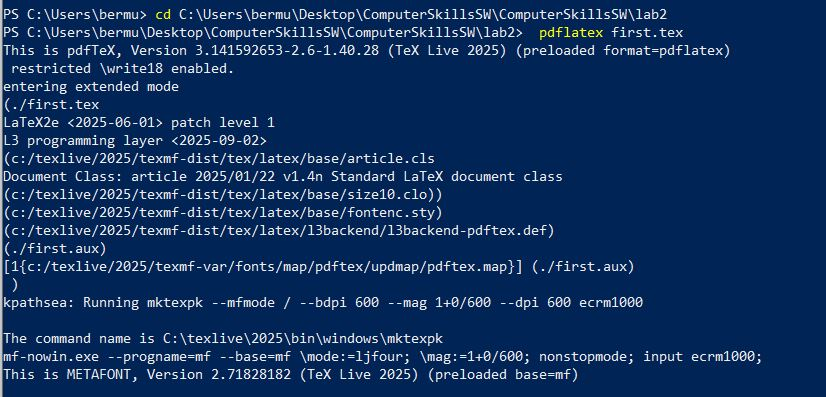 PS C:\Users\bermu> cd C:\Users\bermu\Desktop\ComputerSkillsSW\ComputerSkillsSW\lab2
PS C:\Users\bermu\Desktop\ComputerSkillsSW\ComputerSkillsSW\lab2>  pdflatex first.tex
This is pdfTeX, Version 3.141592653-2.6-1.40.28 (TeX Live 2025) (preloaded format=pdflatex)
 restricted \write18 enabled.
entering extended mode
(./first.tex
LaTeX2e <2025-06-01> patch level 1
L3 programming layer <2025-09-02>
(c:/texlive/2025/texmf-dist/tex/latex/base/article.cls
Document Class: article 2025/01/22 v1.4n Standard LaTeX document class
(c:/texlive/2025/texmf-dist/tex/latex/base/size10.clo))
(c:/texlive/2025/texmf-dist/tex/latex/base/fontenc.sty)
(c:/texlive/2025/texmf-dist/tex/latex/l3backend/l3backend-pdftex.def)
(./first.aux)
[1{c:/texlive/2025/texmf-var/fonts/map/pdftex/updmap/pdftex.map}] (./first.aux)
 )
kpathsea: Running mktexpk --mfmode / --bdpi 600 --mag 1+0/600 --dpi 600 ecrm1000
The command name is C:\texlive\2025\bin\windows\mktexpk
mf-nowin.exe --progname=mf --base=mf \mode:=ljfour; \mag:=1+0/600; nonstopmode; input ecrm1000;
This is METAFONT, Version 2.71828182 (TeX Live 2025) (preloaded base=mf)